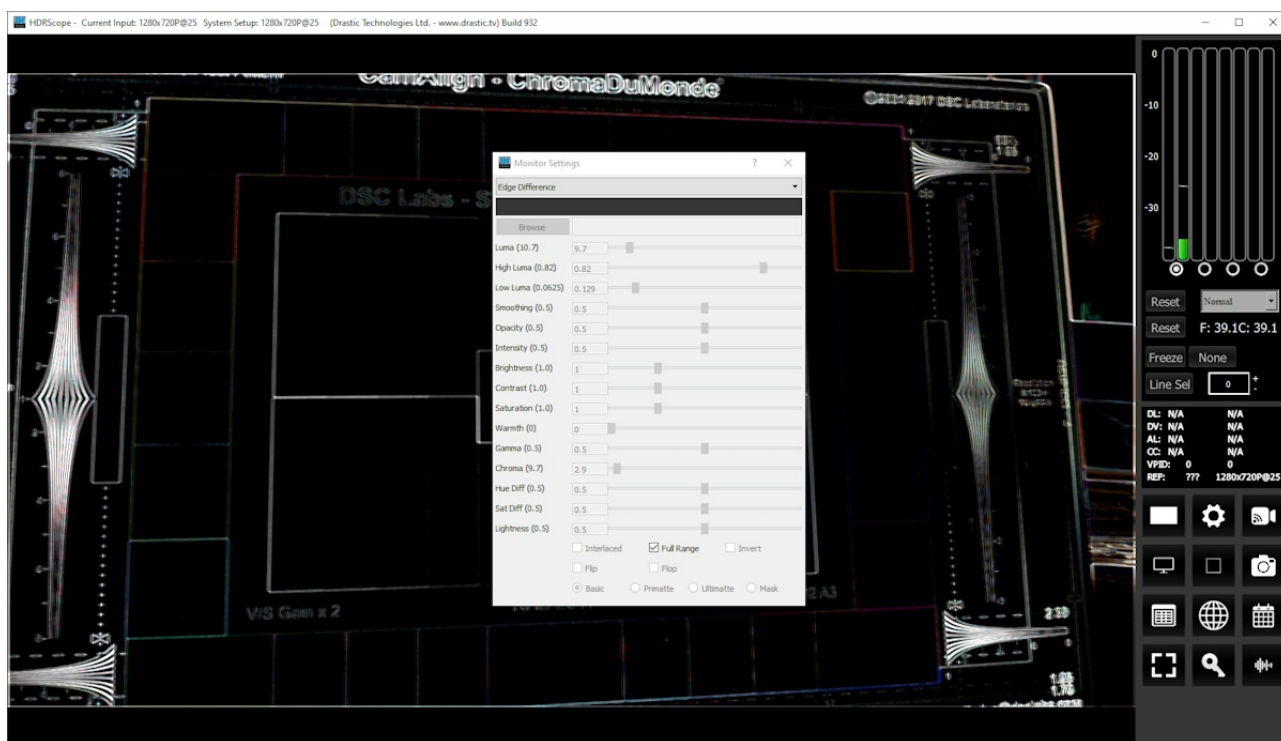 HDRScope - Current Input: 1280x720P@25 System Setup: 1280x720P@25 (Drastic Technologies Ltd. - www.drastic.tv) Build 932
CamAlign - ChromaDuMonde
DSC Labs - S
V/S Gain x 2
Monitor Settings ?
Edge Difference
Browse
Luma (10.7) 9.7
High Luma (0.82) 0.82
Low Luma (0.0625) 0.129
Smoothing (0.5) 0.5
Opacity (0.5) 0.5
Intensity (0.5) 0.5
Brightness (1.0) 1
Contrast (1.0) 1
Saturation (1.0) 1
Warmth (0) 0
Gamma (0.5) 0.5
Chroma (9.7) 2.9
Hue Diff (0.5) 0.5
Sat Diff (0.5) 0.5
Lightness (0.5) 0.5
Interlaced Full Range Invert
Flip Flop
Basic Primatte Ultimatte Mask
0
-10
-20
-30
Reset Normal
Reset F: 39.1C: 39.1
Freeze None
Line Sel 0 + -
DL: N/A N/A
DV: N/A N/A
AL: N/A N/A
CC: N/A N/A
VPID: 0 0
REF: ??? 1280x720P@25